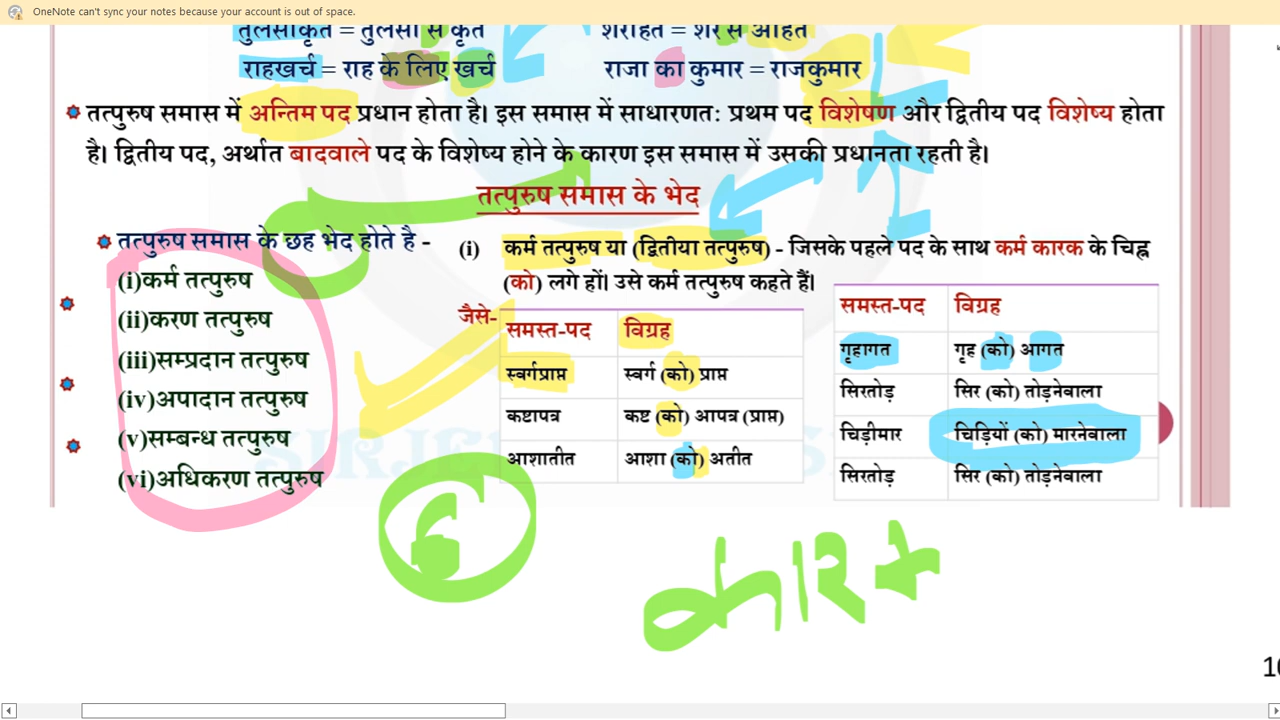 OneNote can't sync your notes because your account is out of space.
तुलसीकृत = तुलसी से कृत
शराहत = शर से आहत
राहखर्च = राह के लिए खर्च
राजा का कुमार = राजकुमार
तत्पुरुष समास में अन्तिम पद प्रधान होता है। इस समास में साधारणतः प्रथम पद विशेषण और द्वितीय पद विशेष्य होता
है। द्वितीय पद, अर्थात बादवाले पद के विशेष्य होने के कारण इस समास में उसकी प्रधानता रहती है।
तत्पुरुष समास के भेद
तत्पुरुष समास के छह भेद होते है -
(i)कर्म तत्पुरुष
(ii)करण तत्पुरुष
(iii)सम्प्रदान तत्पुरुष
(iv)अपादान तत्पुरुष
(v)सम्बन्ध तत्पुरुष
(vi)अधिकरण तत्पुरुष
(i) कर्म तत्पुरुष या (द्वितीया तत्पुरुष) - जिसके पहले पद के साथ कर्म कारक के चिह्न
(को) लगे हों। उसे कर्म तत्पुरुष कहते हैं।
जैसे-
समस्त-पद विग्रह
स्वर्गप्राप्त स्वर्ग (को) प्राप्त
कष्टापत्र कष्ट (को) आपत्र (प्राप्त)
आशातीत आशा (को) अतीत
समस्त-पद विग्रह
गृहागत गृह (को) आगत
सिरतोड़ सिर (को) तोड़नेवाला
चिड़ीमार चिड़ियों (को) मारनेवाला
सिरतोड़ सिर (को) तोड़नेवाला
6
कारक